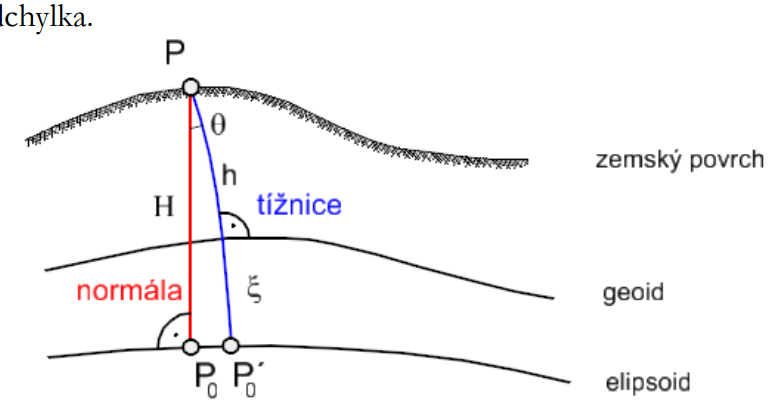 dchylka.
P
θ
h
zemský povrch
H
tížnice
normála
ξ
geoid
P₀ P₀´
elipsoid